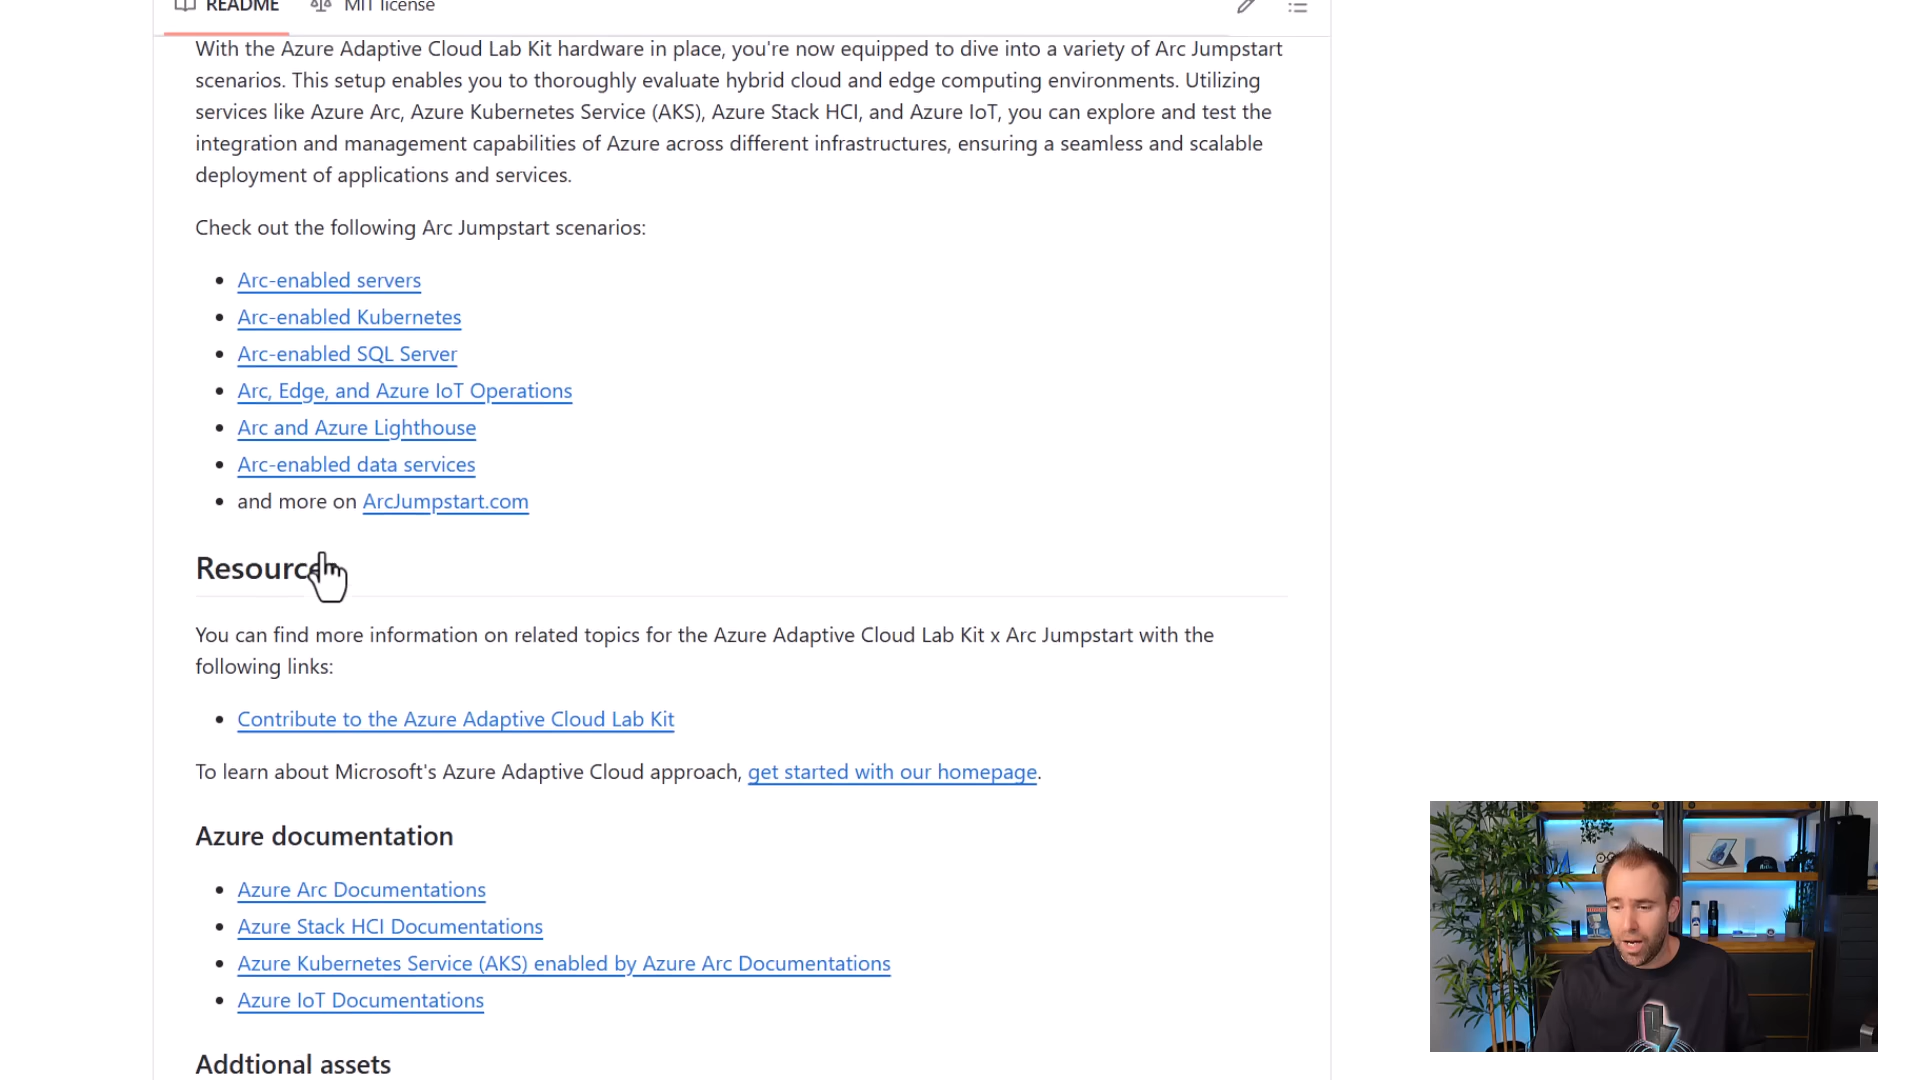 README
MIT license
With the Azure Adaptive Cloud Lab Kit hardware in place, you're now equipped to dive into a variety of Arc Jumpstart
scenarios. This setup enables you to thoroughly evaluate hybrid cloud and edge computing environments. Utilizing
services like Azure Arc, Azure Kubernetes Service (AKS), Azure Stack HCI, and Azure IoT, you can explore and test the
integration and management capabilities of Azure across different infrastructures, ensuring a seamless and scalable
deployment of applications and services.
Check out the following Arc Jumpstart scenarios:
• Arc-enabled servers
• Arc-enabled Kubernetes
• Arc-enabled SQL Server
• Arc, Edge, and Azure IoT Operations
• Arc and Azure Lighthouse
• Arc-enabled data services
• and more on ArcJumpstart.com
You can find more information on related topics for the Azure Adaptive Cloud Lab Kit x Arc Jumpstart with the
following links:
• Contribute to the Azure Adaptive Cloud Lab Kit
To learn about Microsoft's Azure Adaptive Cloud approach, get started with our homepage.
Azure documentation
• Azure Arc Documentations
• Azure Stack HCI Documentations
• Azure Kubernetes Service (AKS) enabled by Azure Arc Documentations
• Azure IoT Documentations
Addtional assets